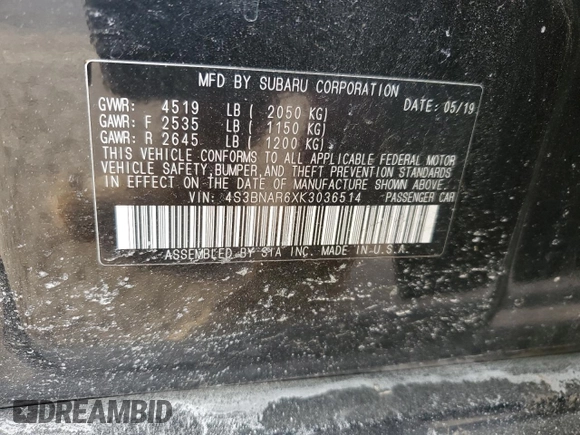 MFD BY SUBARU CORPORATION
GVWR: 4519 LB ( 2050 KG) DATE: 05/19
GAWR: F 2535 LB ( 1150 KG)
GAWR: R 2645 LB ( 1200 KG)
THIS VEHICLE CONFORMS TO ALL APPLICABLE FEDERAL MOTOR
VEHICLE SAFETY,BUMPER,AND THEFT PREVENTION STANDARDS
IN EFFECT ON THE DATE OF MANUFACTURE SHOWN ABOVE.
VIN: 4S3BNAR6XK3036514 PASSENGER CAR
ASSEMBLED BY SIA INC. MADE IN U.S.A.
DREAMBID